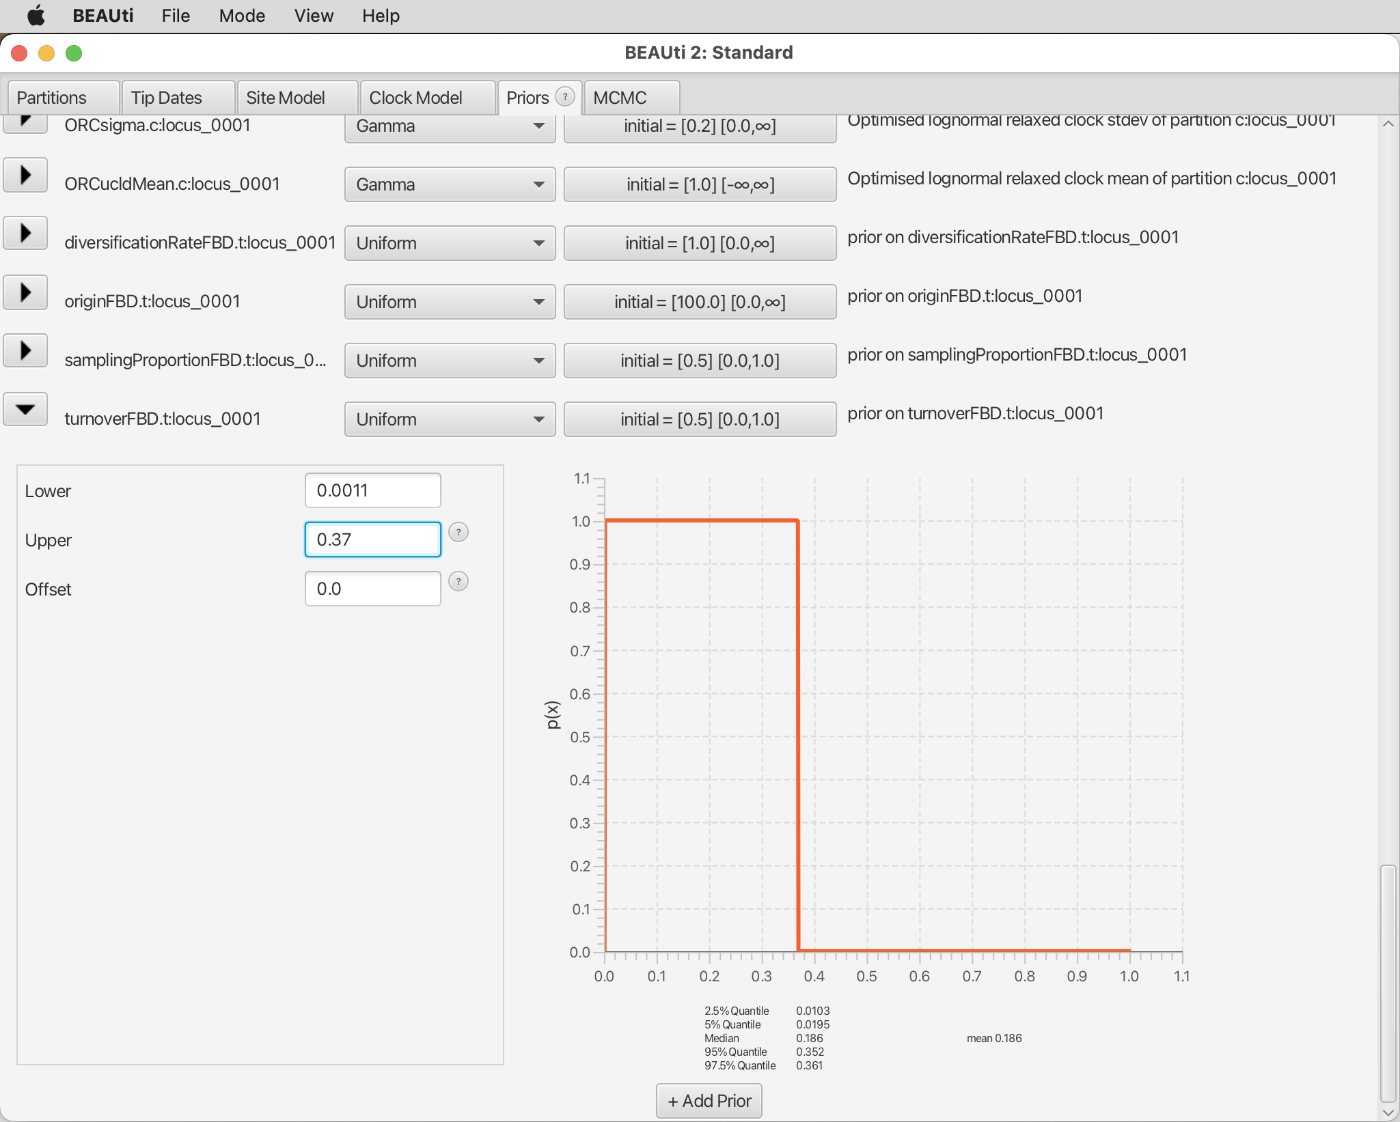 BEAUti File Mode View Help
BEAUti 2: Standard
Partitions Tip Dates Site Model Clock Model Priors ? MCMC
ORCsigma.c:locus_0001 Gamma initial = [0.2] [0.0,∞] Optimised lognormal relaxed clock stdev of partition c:locus_0001
ORCucldMean.c:locus_0001 Gamma initial = [1.0] [-∞,∞] Optimised lognormal relaxed clock mean of partition c:locus_0001
diversificationRateFBD.t:locus_0001 Uniform initial = [1.0] [0.0,∞] prior on diversificationRateFBD.t:locus_0001
originFBD.t:locus_0001 Uniform initial = [100.0] [0.0,∞] prior on originFBD.t:locus_0001
samplingProportionFBD.t:locus_0... Uniform initial = [0.5] [0.0,1.0] prior on samplingProportionFBD.t:locus_0001
turnoverFBD.t:locus_0001 Uniform initial = [0.5] [0.0,1.0] prior on turnoverFBD.t:locus_0001
Lower 0.0011
Upper 0.37 ?
Offset 0.0 ?
1.1
1.0
0.9
0.8
0.7
0.6
0.5
0.4
0.3
0.2
0.1
0.0
p(x)
0.0 0.1 0.2 0.3 0.4 0.5 0.6 0.7 0.8 0.9 1.0 1.1
2.5% Quantile 0.0103
5% Quantile 0.0195
Median 0.186 mean 0.186
95% Quantile 0.352
97.5% Quantile 0.361
+ Add Prior